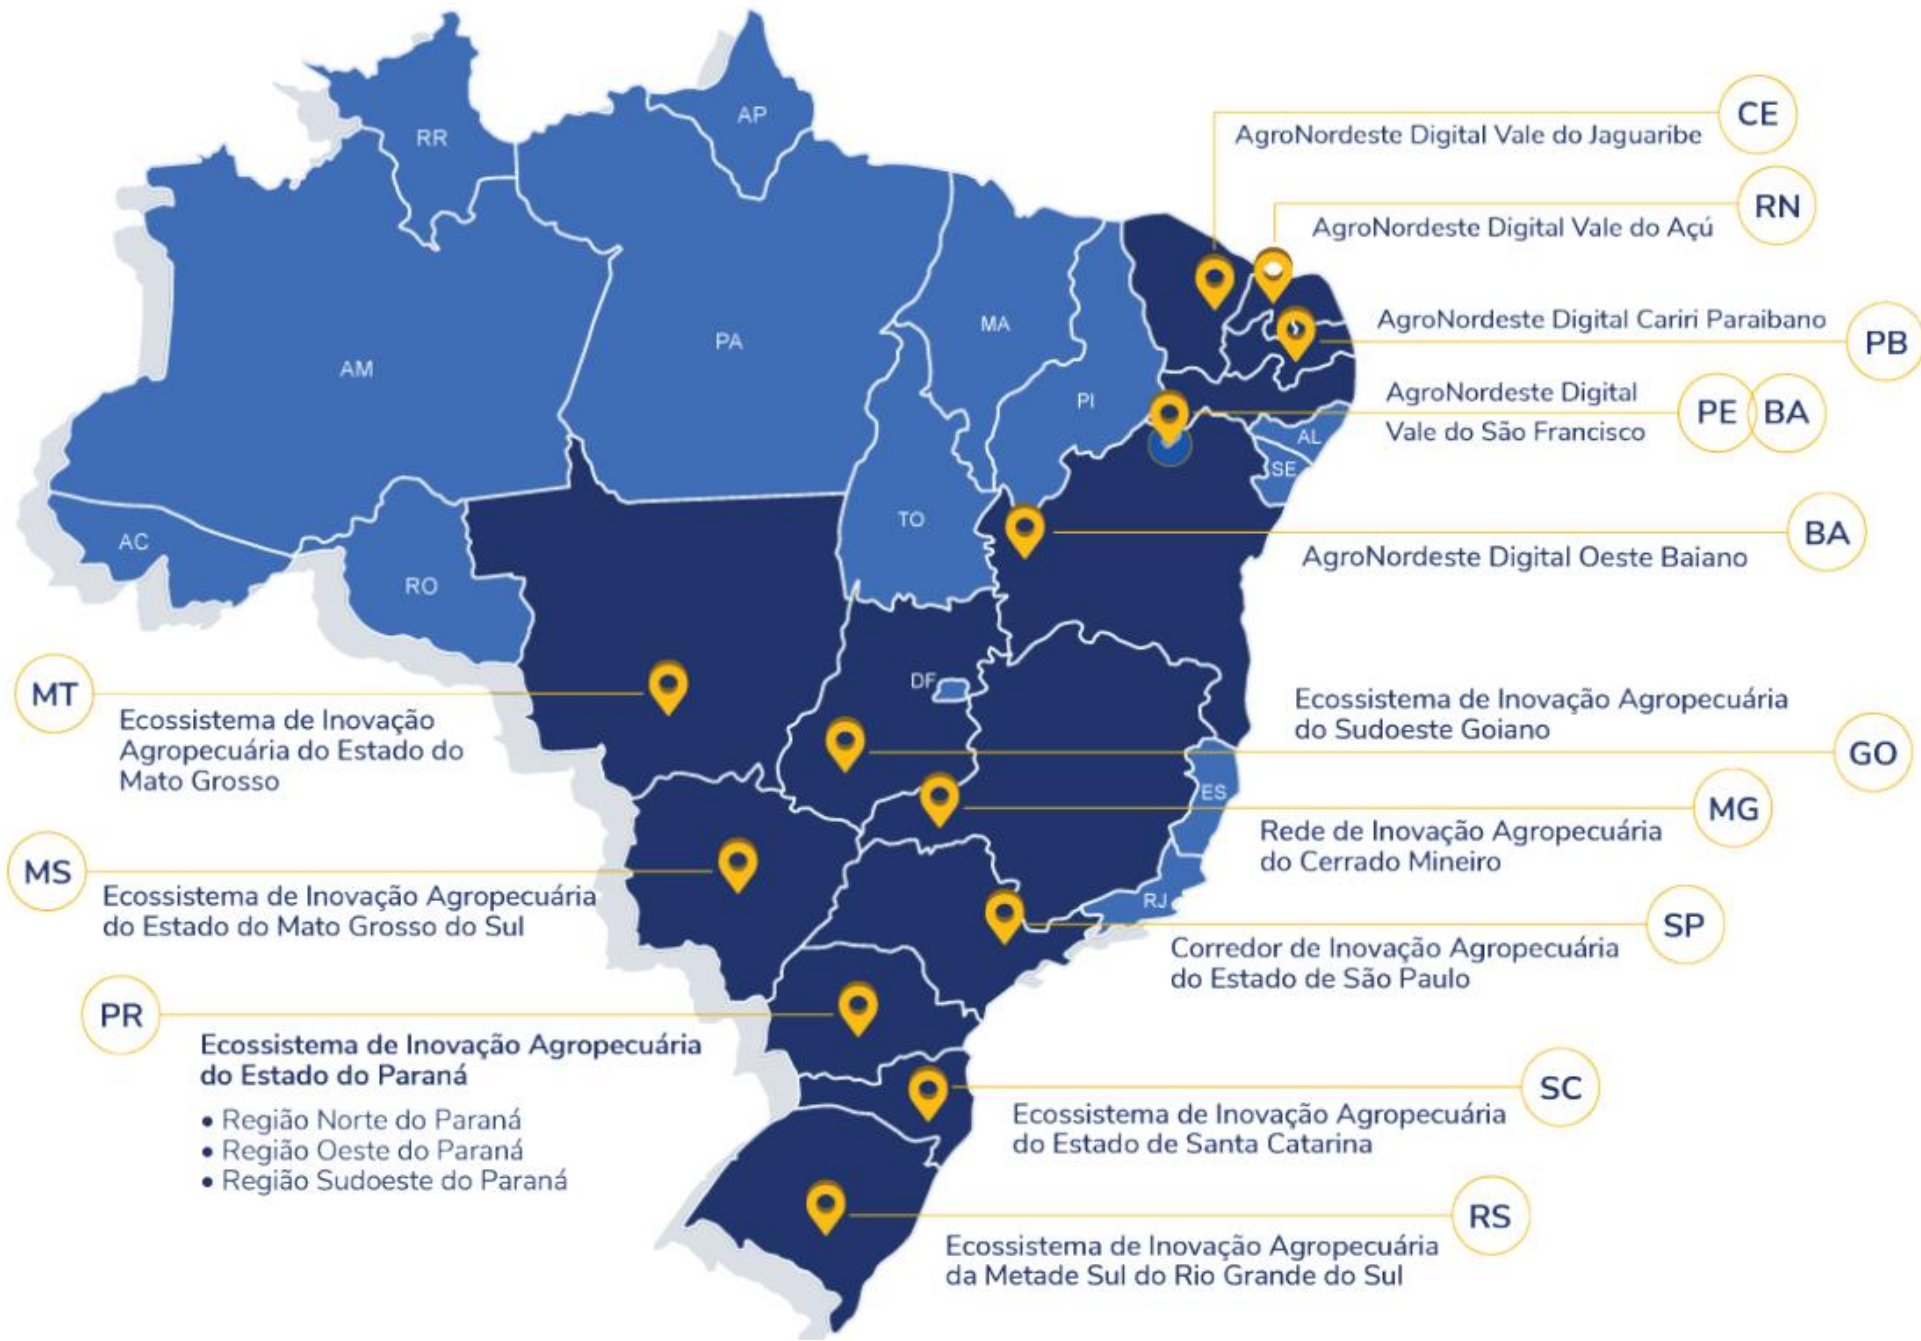 RR
AP
AM
PA
MA
PI
AC
RO
TO
AL
SE
DF
ES
RJ
CE
AgroNordeste Digital Vale do Jaguaribe
RN
AgroNordeste Digital Vale do Açú
AgroNordeste Digital Cariri Paraibano
PB
AgroNordeste Digital
Vale do São Francisco
PE BA
BA
AgroNordeste Digital Oeste Baiano
MT
Ecossistema de Inovação
Agropecuária do Estado do
Mato Grosso
Ecossistema de Inovação Agropecuária
do Sudoeste Goiano
GO
MG
Rede de Inovação Agropecuária
do Cerrado Mineiro
MS
Ecossistema de Inovação Agropecuária
do Estado do Mato Grosso do Sul
SP
Corredor de Inovação Agropecuária
do Estado de São Paulo
PR
Ecossistema de Inovação Agropecuária
do Estado do Paraná
• Região Norte do Paraná
• Região Oeste do Paraná
• Região Sudoeste do Paraná
SC
Ecossistema de Inovação Agropecuária
do Estado de Santa Catarina
RS
Ecossistema de Inovação Agropecuária
da Metade Sul do Rio Grande do Sul